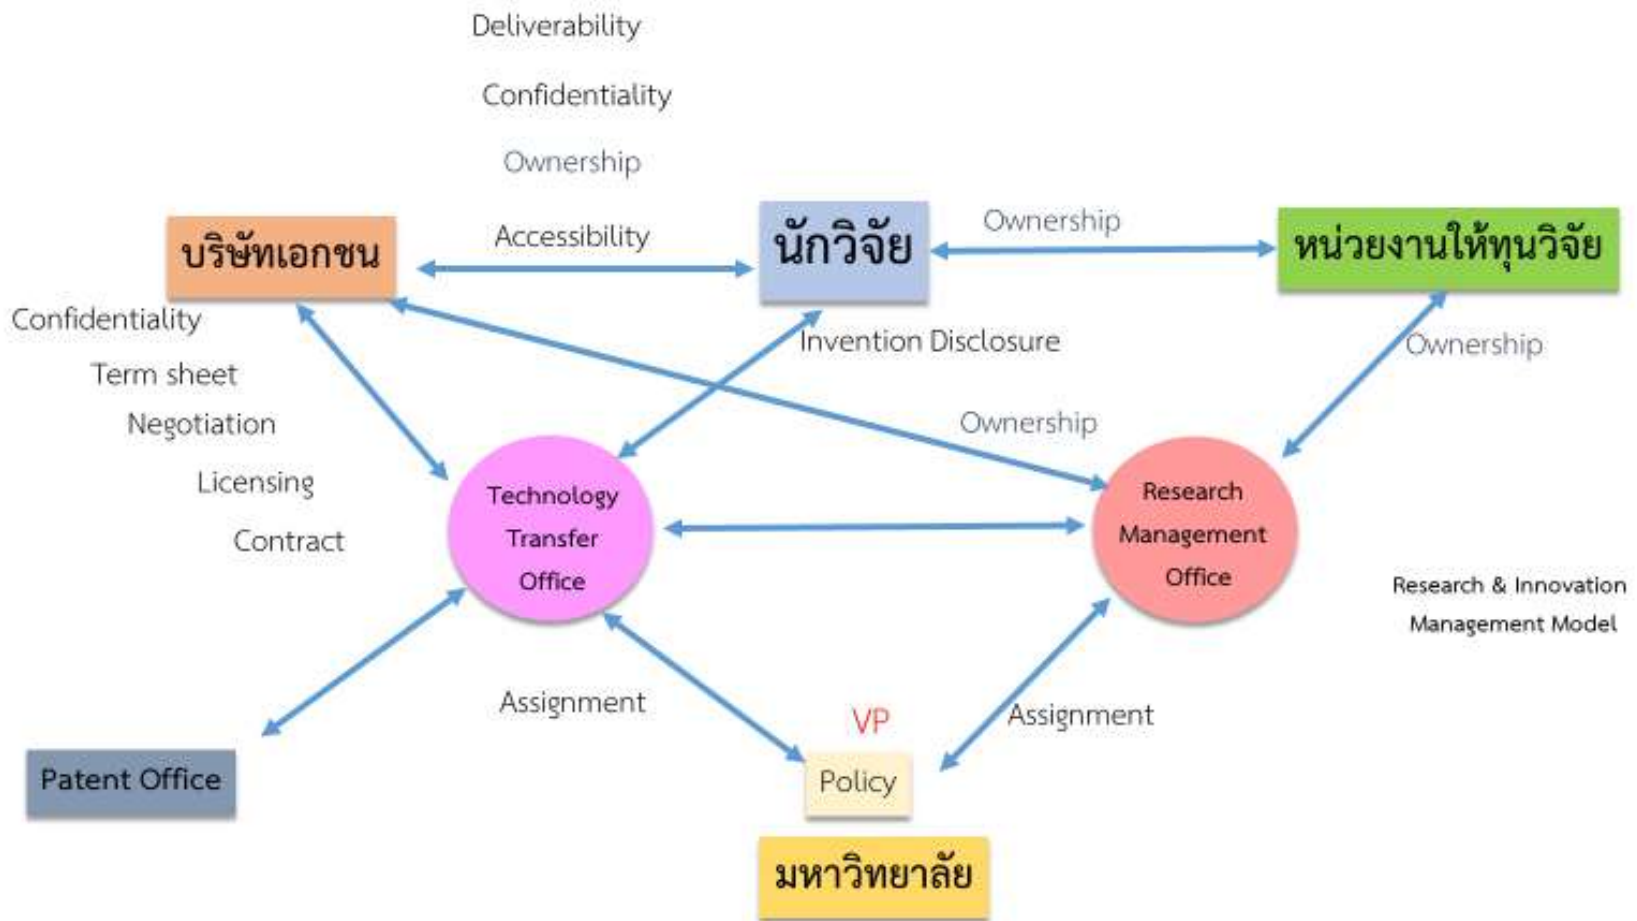 Deliverability
Confidentiality
Ownership
บริษัทเอกชน
Accessibility
นักวิจัย
Ownership
หน่วยงานให้ทุนวิจัย
Confidentiality
Term sheet
Negotiation
Licensing
Contract
Invention Disclosure
Ownership
Ownership
Technology
Transfer
Office
Research
Management
Office
Research & Innovation
Management Model
Assignment
VP
Assignment
Patent Office
Policy
มหาวิทยาลัย